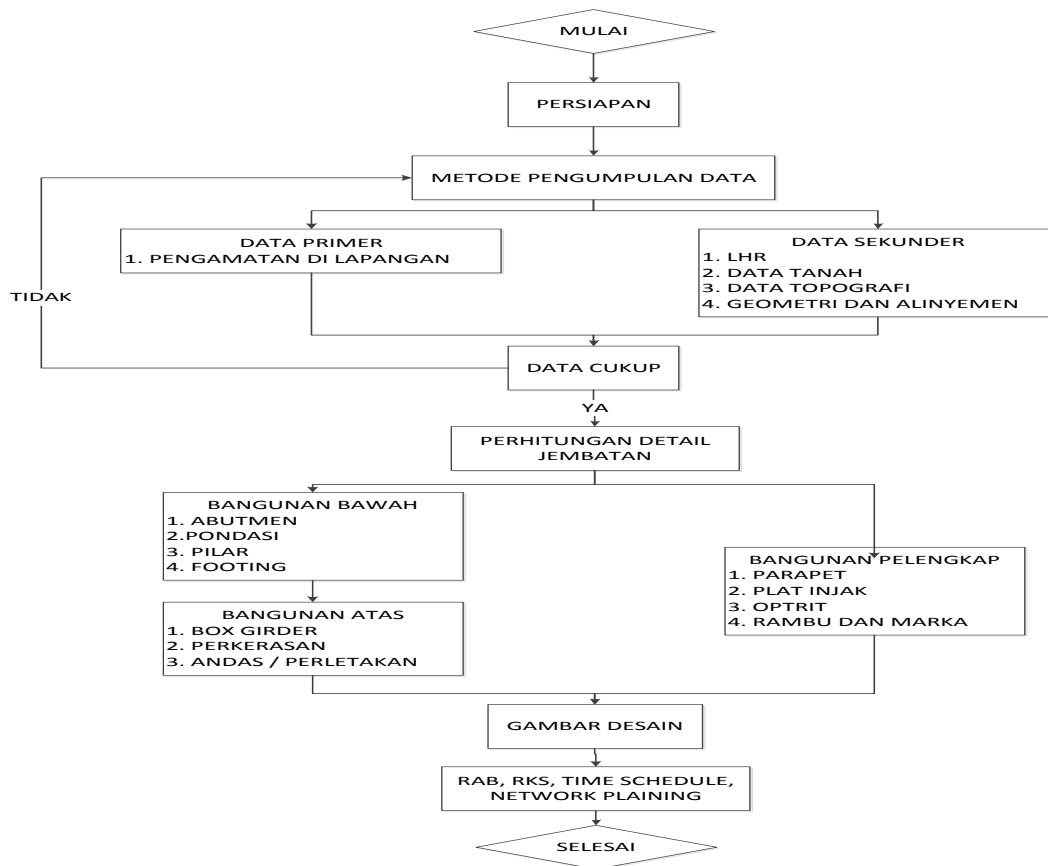 MULAI
PERSIAPAN
METODE PENGUMPULAN DATA
DATA PRIMER
1. PENGAMATAN DI LAPANGAN
DATA SEKUNDER
1. LHR
2. DATA TANAH
3. DATA TOPOGRAFI
4. GEOMETRI DAN ALINYEMEN
TIDAK
DATA CUKUP
YA
PERHITUNGAN DETAIL
JEMBATAN
BANGUNAN BAWAH
1. ABUTMEN
2.PONDASI
3. PILAR
4. FOOTING
BANGUNAN PELENGKAP
1. PARAPET
2. PLAT INJAK
3. OPTRIT
4. RAMBU DAN MARKA
BANGUNAN ATAS
1. BOX GIRDER
2. PERKERASAN
3. ANDAS / PERLETAKAN
GAMBAR DESAIN
RAB, RKS, TIME SCHEDULE,
NETWORK PLAINING
SELESAI